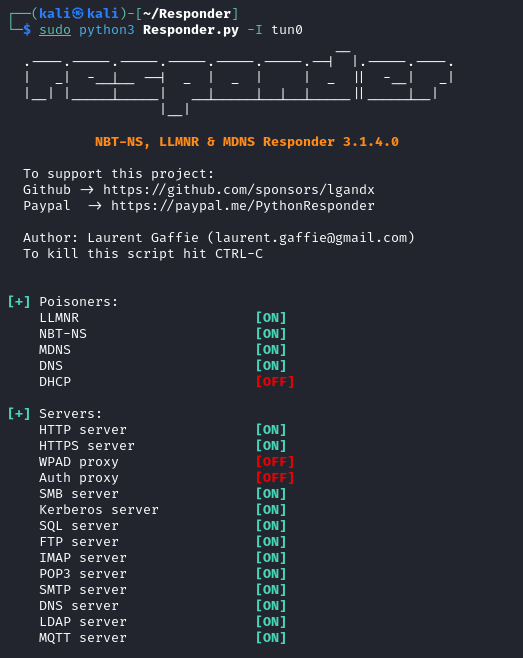 ┌──(kali㉿kali)-[~/Responder]
└─$ sudo python3 Responder.py -I tun0
NBT-NS, LLMNR & MDNS Responder 3.1.4.0
To support this project:
Github -> https://github.com/sponsors/lgandx
Paypal  -> https://paypal.me/PythonResponder
Author: Laurent Gaffie (laurent.gaffie@gmail.com)
To kill this script hit CTRL-C
[+] Poisoners:
LLMNR [ON]
NBT-NS [ON]
MDNS [ON]
DNS [ON]
DHCP [OFF]
[+] Servers:
HTTP server [ON]
HTTPS server [ON]
WPAD proxy [OFF]
Auth proxy [OFF]
SMB server [ON]
Kerberos server [ON]
SQL server [ON]
FTP server [ON]
IMAP server [ON]
POP3 server [ON]
SMTP server [ON]
DNS server [ON]
LDAP server [ON]
MQTT server [ON]